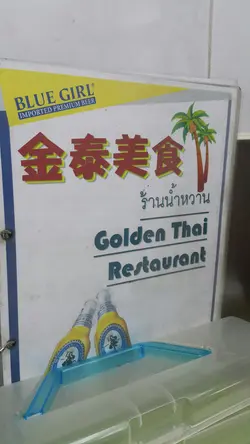 BLUE GIRL®
IMPORTED PREMIUM BEER
金泰美食
ร้านน้ำหวาน
Golden Thai
Restaurant